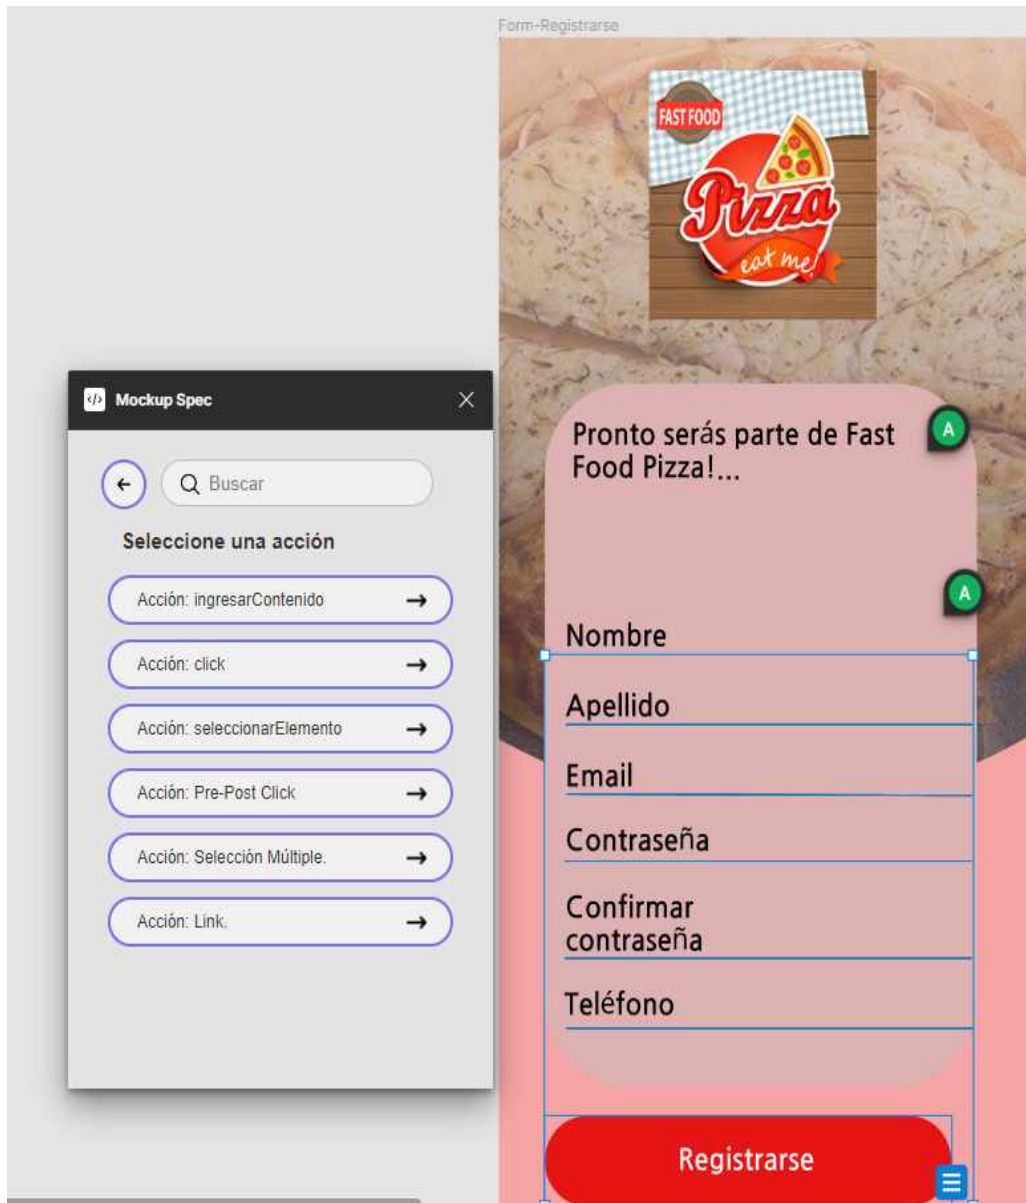 Form-Registrarse
FAST FOOD
Pizza
eat me!
</> Mockup Spec
Buscar
Seleccione una acción
Acción: ingresarContenido
Acción: click
Acción: seleccionarElemento
Acción: Pre-Post Click
Acción: Selección Múltiple.
Acción: Link.
Pronto serás parte de Fast
Food Pizza!...
A
A
Nombre
Apellido
Email
Contraseña
Confirmar
contraseña
Teléfono
Registrarse